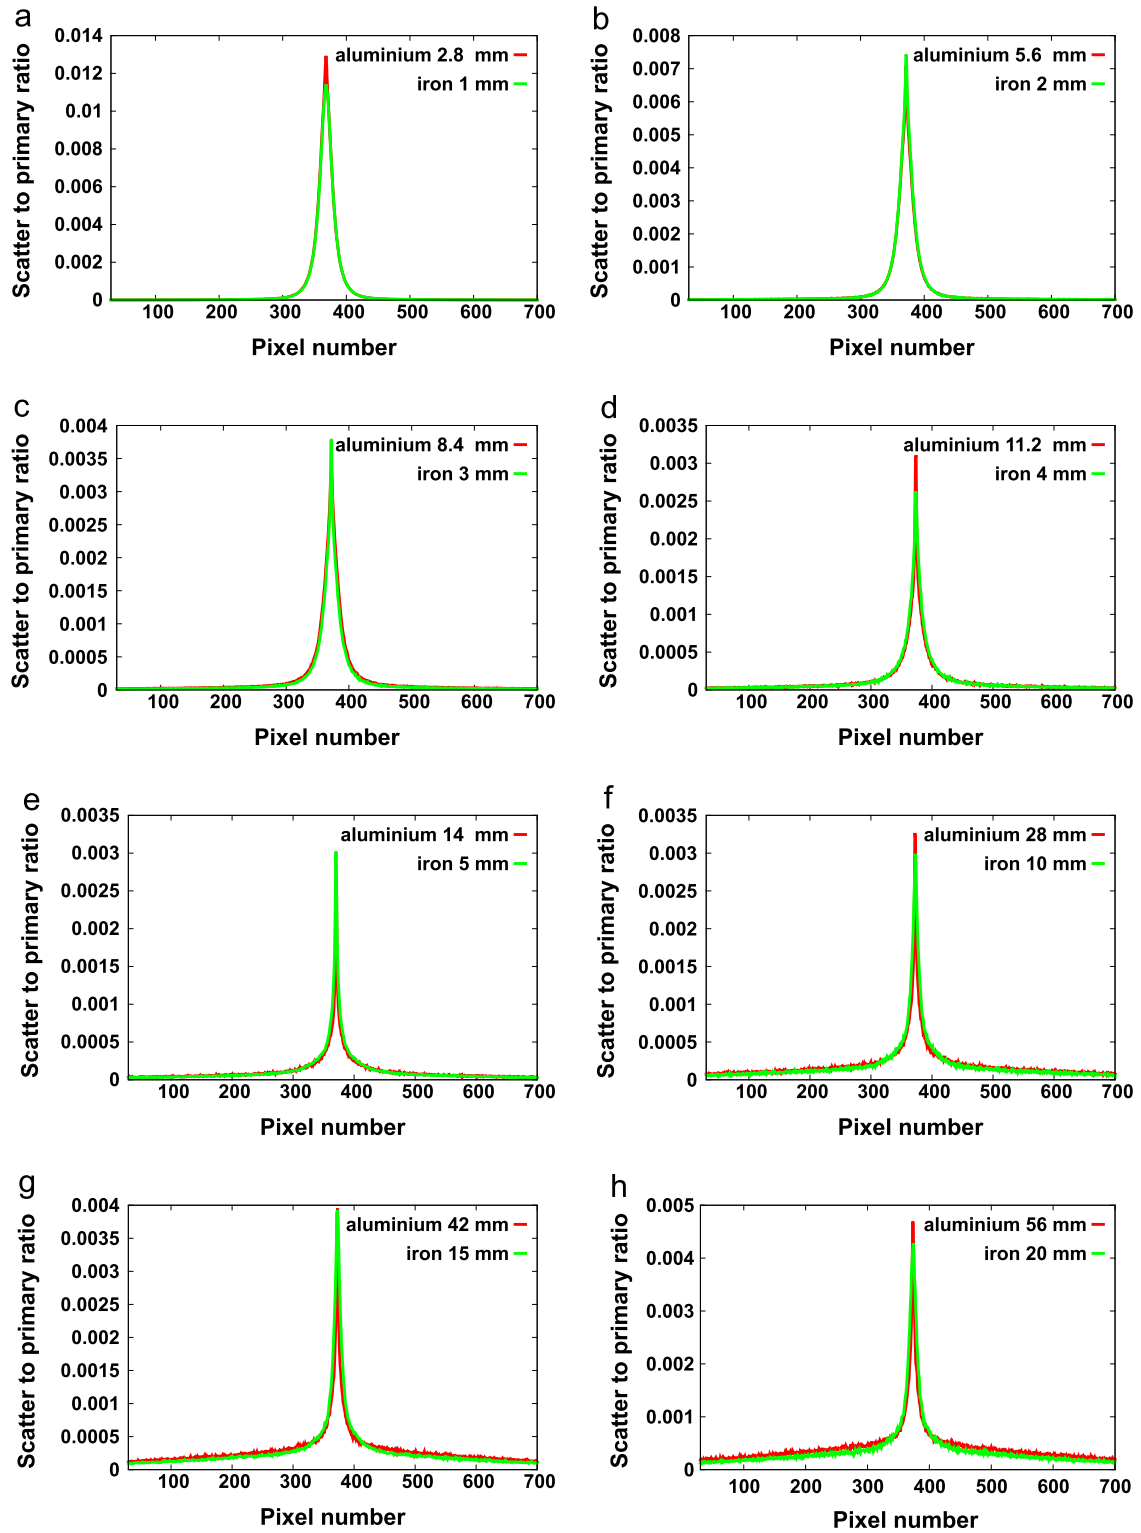 a
0.014
0.012
0.01
0.008
0.006
0.004
0.002
0
100 200 300 400 500 600 700
Scatter to primary ratio
Pixel number
aluminium 2.8 mm
iron 1 mm
b
0.008
0.007
0.006
0.005
0.004
0.003
0.002
0.001
0
100 200 300 400 500 600 700
Scatter to primary ratio
Pixel number
aluminium 5.6 mm
iron 2 mm
c
0.004
0.0035
0.003
0.0025
0.002
0.0015
0.001
0.0005
0
100 200 300 400 500 600 700
Scatter to primary ratio
Pixel number
aluminium 8.4 mm
iron 3 mm
d
0.0035
0.003
0.0025
0.002
0.0015
0.001
0.0005
0
100 200 300 400 500 600 700
Scatter to primary ratio
Pixel number
aluminium 11.2 mm
iron 4 mm
e
0.0035
0.003
0.0025
0.002
0.0015
0.001
0.0005
0
100 200 300 400 500 600 700
Scatter to primary ratio
Pixel number
aluminium 14 mm
iron 5 mm
f
0.0035
0.003
0.0025
0.002
0.0015
0.001
0.0005
0
100 200 300 400 500 600 700
Scatter to primary ratio
Pixel number
aluminium 28 mm
iron 10 mm
g
0.004
0.0035
0.003
0.0025
0.002
0.0015
0.001
0.0005
0
100 200 300 400 500 600 700
Scatter to primary ratio
Pixel number
aluminium 42 mm
iron 15 mm
h
0.005
0.004
0.003
0.002
0.001
0
100 200 300 400 500 600 700
Scatter to primary ratio
Pixel number
aluminium 56 mm
iron 20 mm